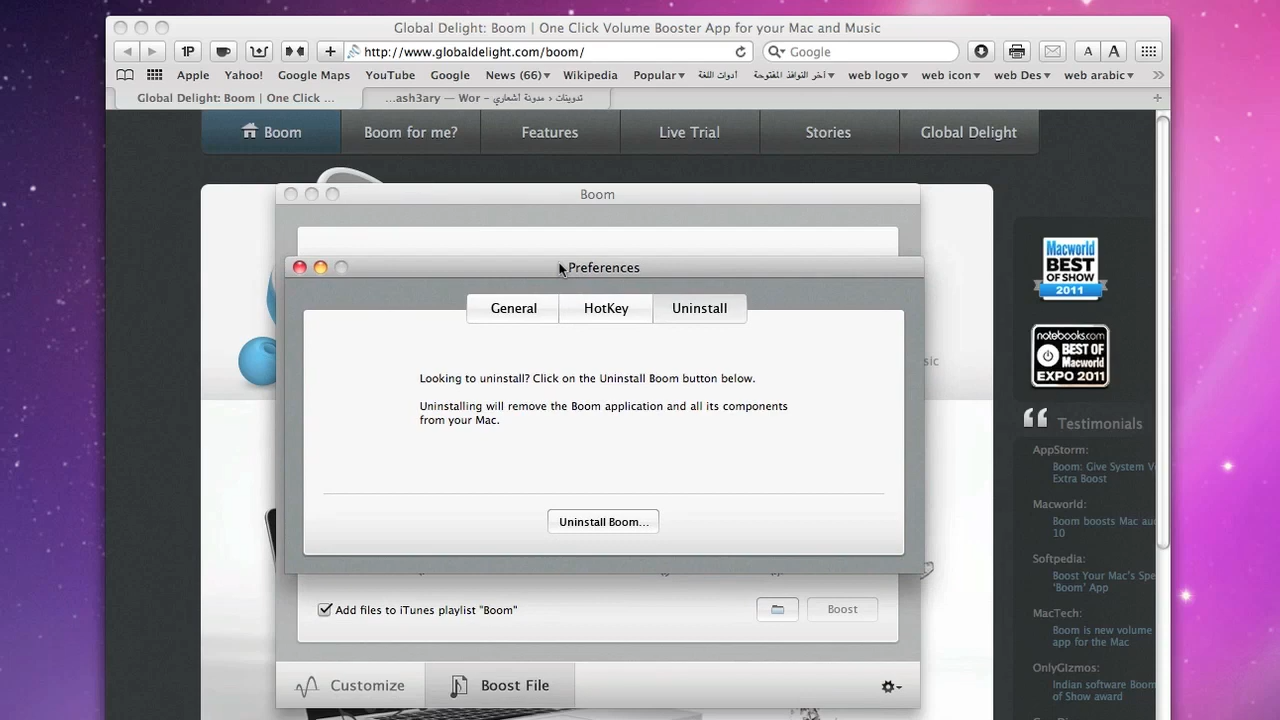 Global Delight: Boom | One Click Volume Booster App for your Mac and Music
1P
http://www.globaldelight.com/boom/
Google
A A
Apple Yahoo! Google Maps YouTube Google News (66) Wikipedia Popular أدوات اللغة آخر النوافذ المفتوحة web logo web icon web Des web arabic
Global Delight: Boom | One Click ...
...ash3ary — Wor – تدوينات ‹ مدونة أشعاري
Boom
Boom for me?
Features
Live Trial
Stories
Global Delight
Boom
Preferences
General
HotKey
Uninstall
Looking to uninstall? Click on the Uninstall Boom button below.
Uninstalling will remove the Boom application and all its components
from your Mac.
Uninstall Boom...
Add files to iTunes playlist "Boom"
Boost
Customize
Boost File
sic
Macworld
BEST
OF SHOW
2011
notebooks.com
BEST OF
Macworld
EXPO 2011
Testimonials
AppStorm:
Boom: Give System V
Extra Boost
Macworld:
Boom boosts Mac au
10
Softpedia:
Boost Your Mac's Spe
'Boom' App
MacTech:
Boom is new volume
app for the Mac
OnlyGizmos:
Indian software Boom
of Show award